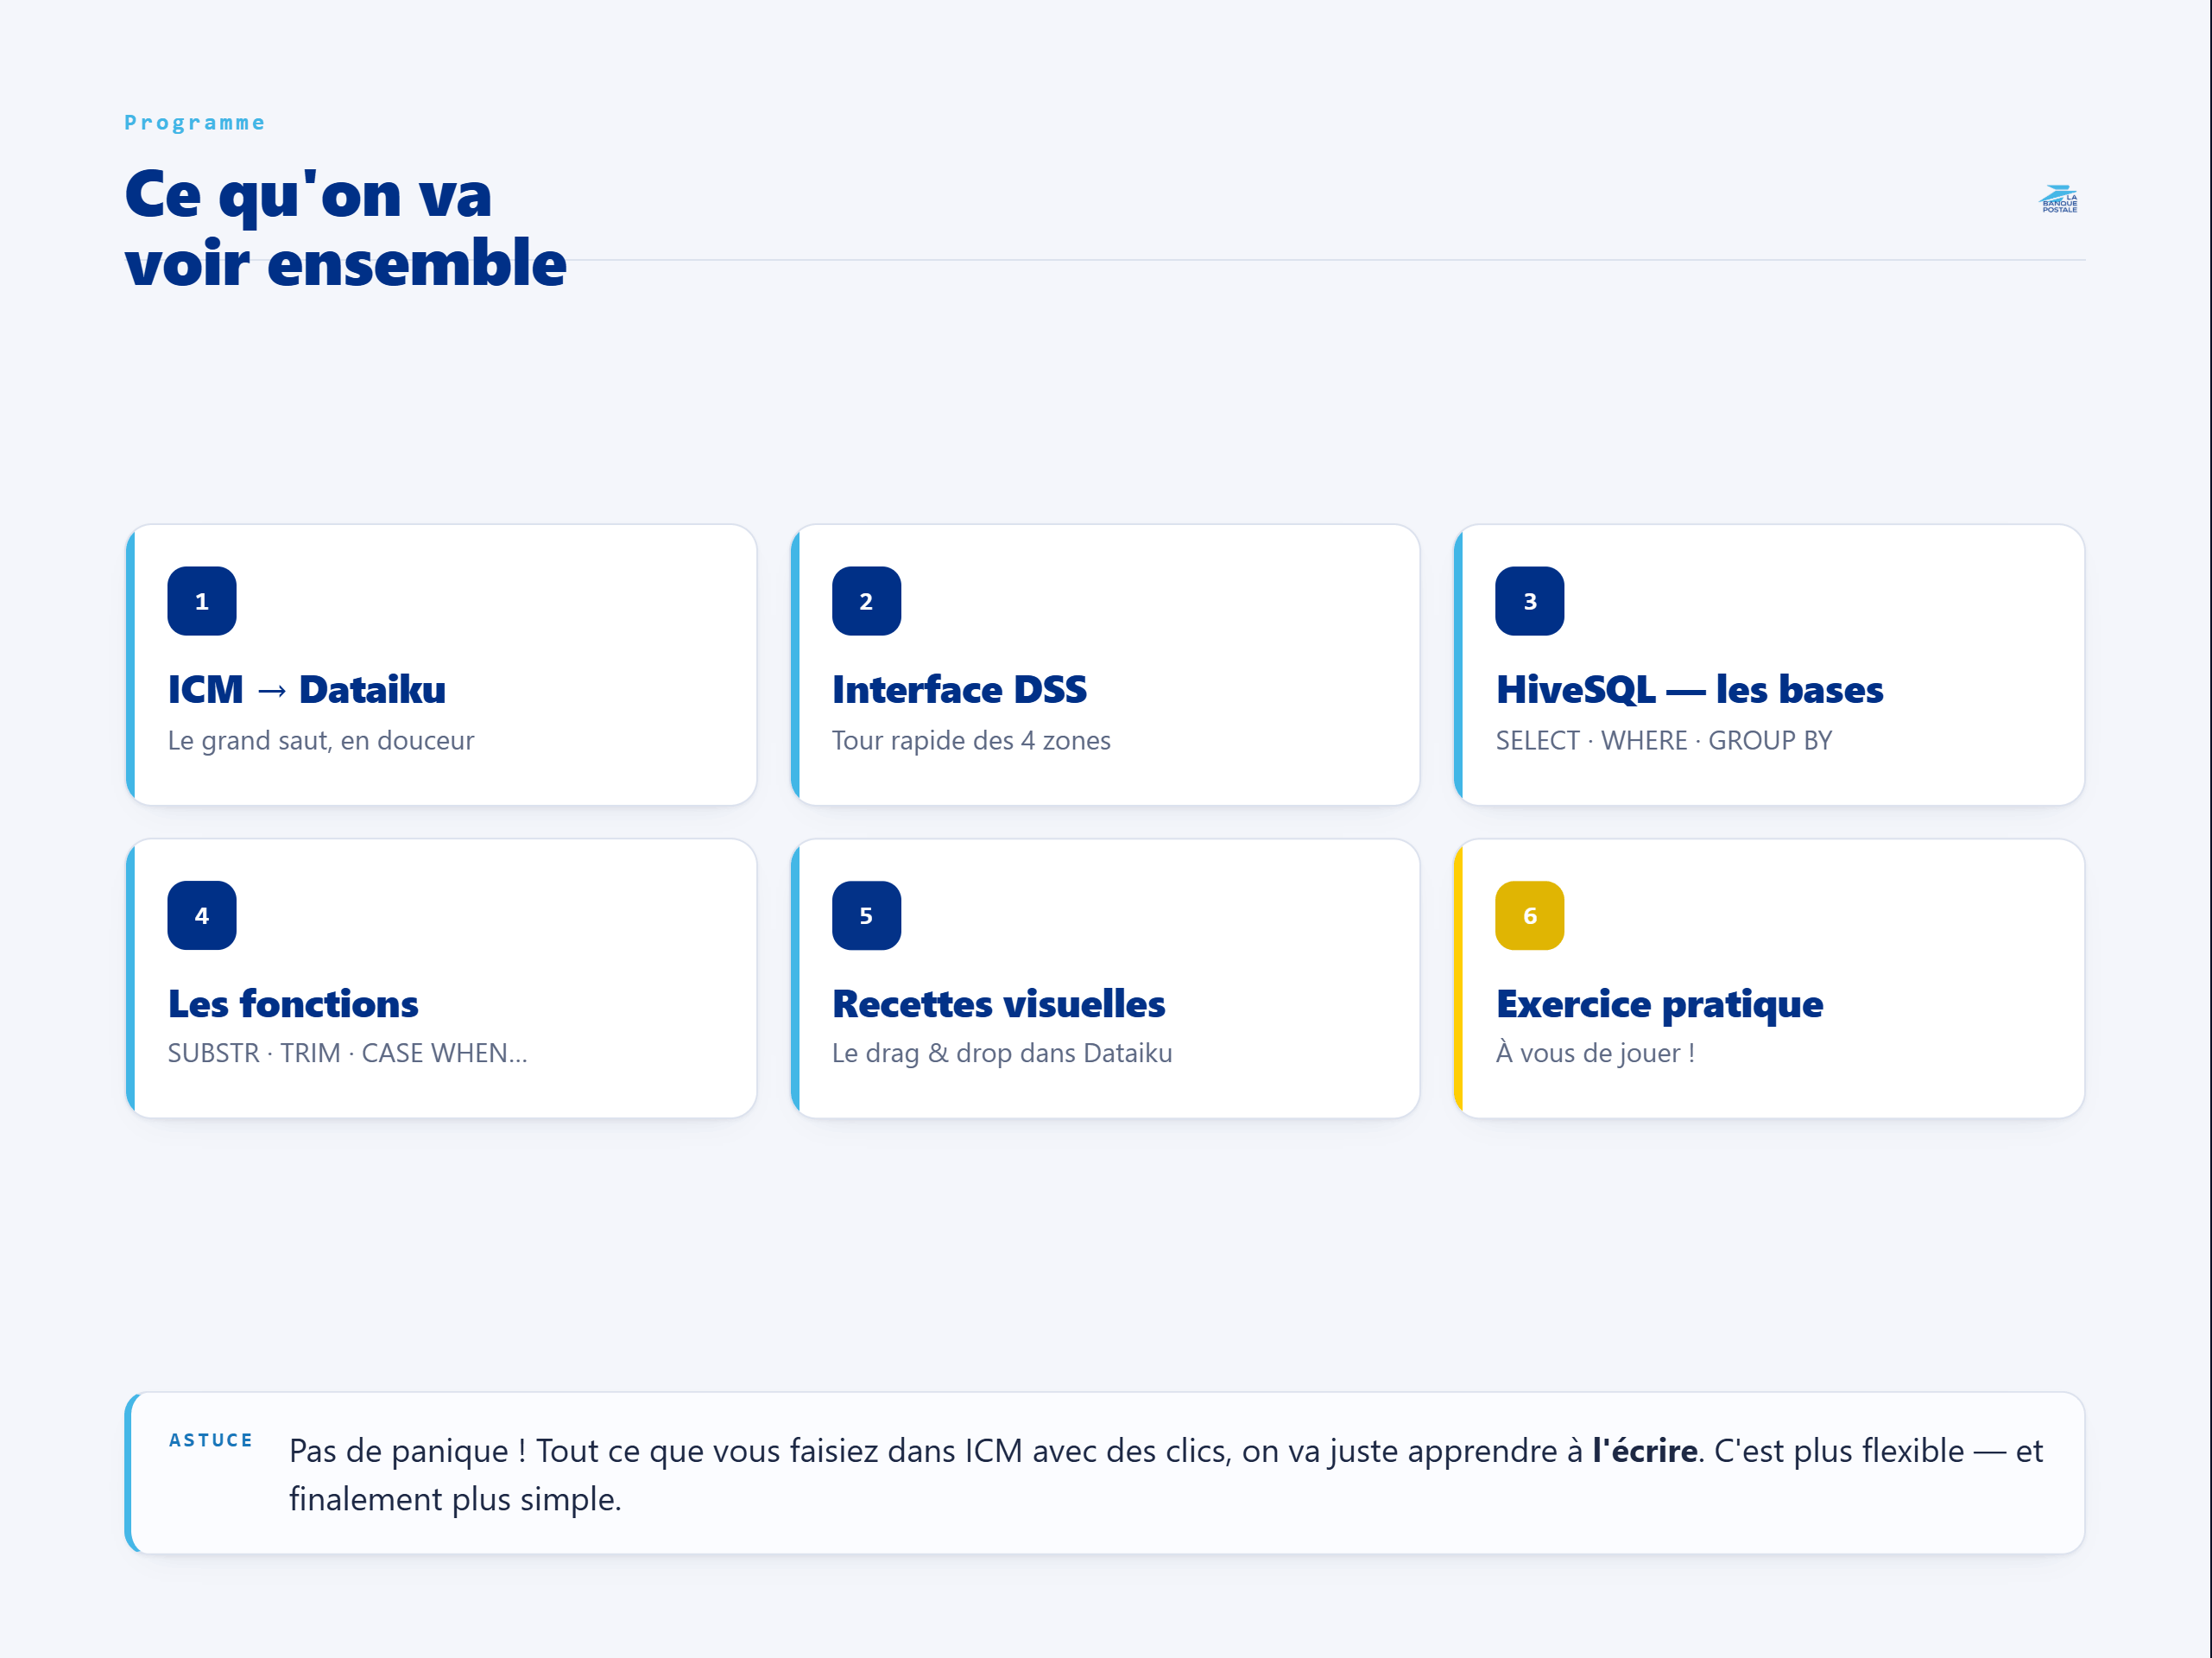 Programme
Ce qu'on va
voir ensemble
LA
BANQUE
POSTALE
1
ICM → Dataiku
Le grand saut, en douceur
2
Interface DSS
Tour rapide des 4 zones
3
HiveSQL — les bases
SELECT · WHERE · GROUP BY
4
Les fonctions
SUBSTR · TRIM · CASE WHEN...
5
Recettes visuelles
Le drag & drop dans Dataiku
6
Exercice pratique
À vous de jouer !
ASTUCE
Pas de panique ! Tout ce que vous faisiez dans ICM avec des clics, on va juste apprendre à l'écrire. C'est plus flexible — et
finalement plus simple.